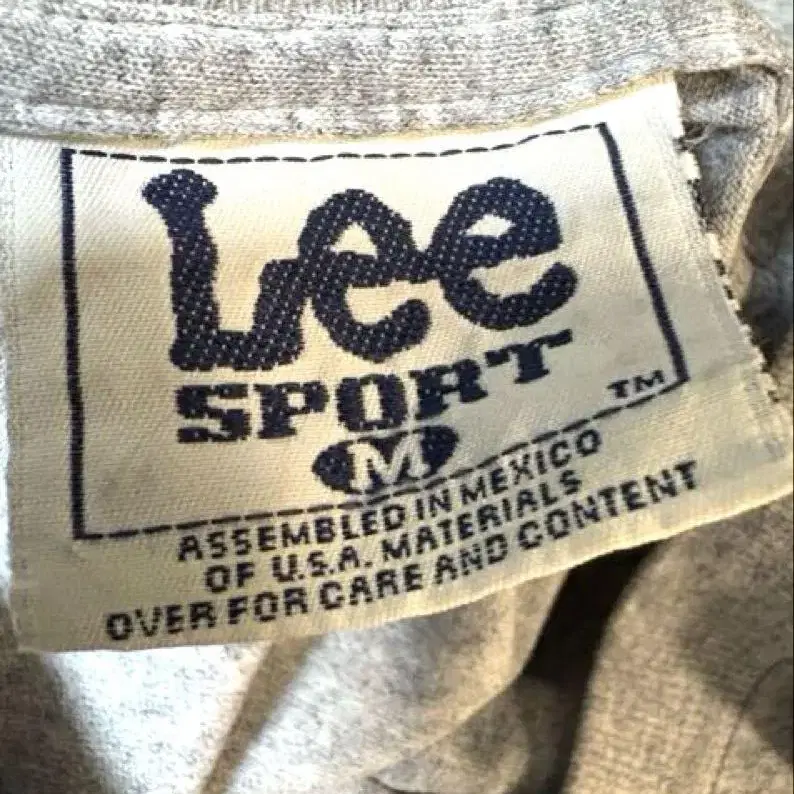 Lee
SPORT
TM
M
ASSEMBLED IN MEXICO
OF U.S.A. MATERIALS
OVER FOR CARE AND CONTENT